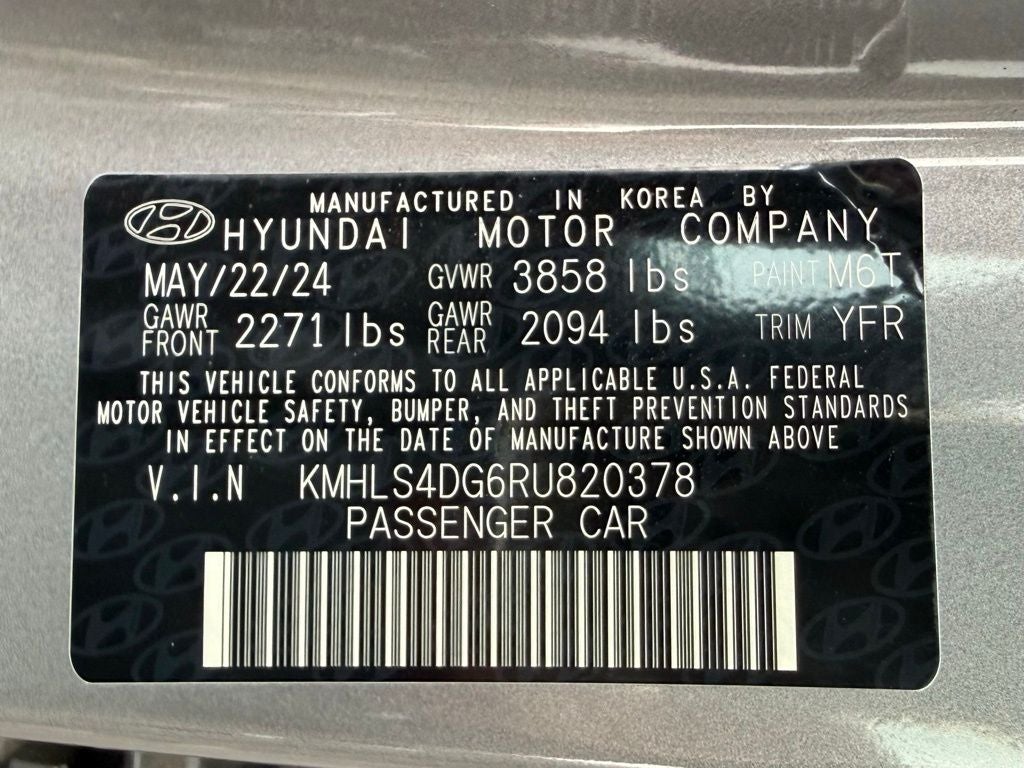 MANUFACTURED IN KOREA BY
HYUNDAI MOTOR COMPANY
MAY/22/24 GVWR 3858 lbs PAINT M6T
GAWR FRONT 2271 lbs GAWR REAR 2094 lbs TRIM YFR
THIS VEHICLE CONFORMS TO ALL APPLICABLE U.S.A. FEDERAL
MOTOR VEHICLE SAFETY, BUMPER, AND THEFT PREVENTION STANDARDS
IN EFFECT ON THE DATE OF MANUFACTURE SHOWN ABOVE
V.I.N KMHLS4DG6RU820378
PASSENGER CAR